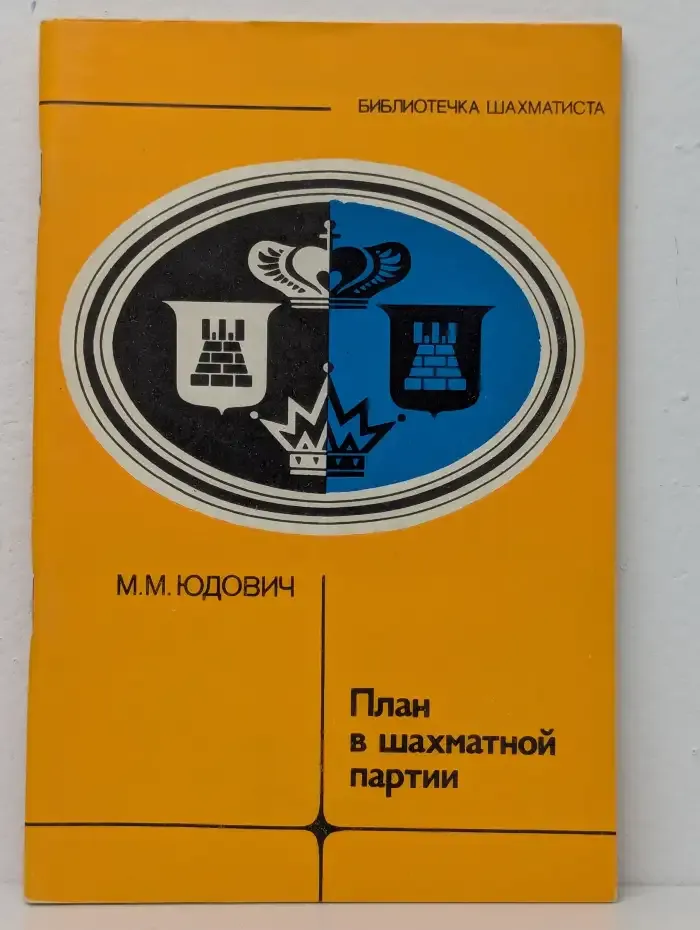 БИБЛИОТЕЧКА ШАХМАТИСТА
М.М. ЮДОВИЧ
План
в шахматной
партии